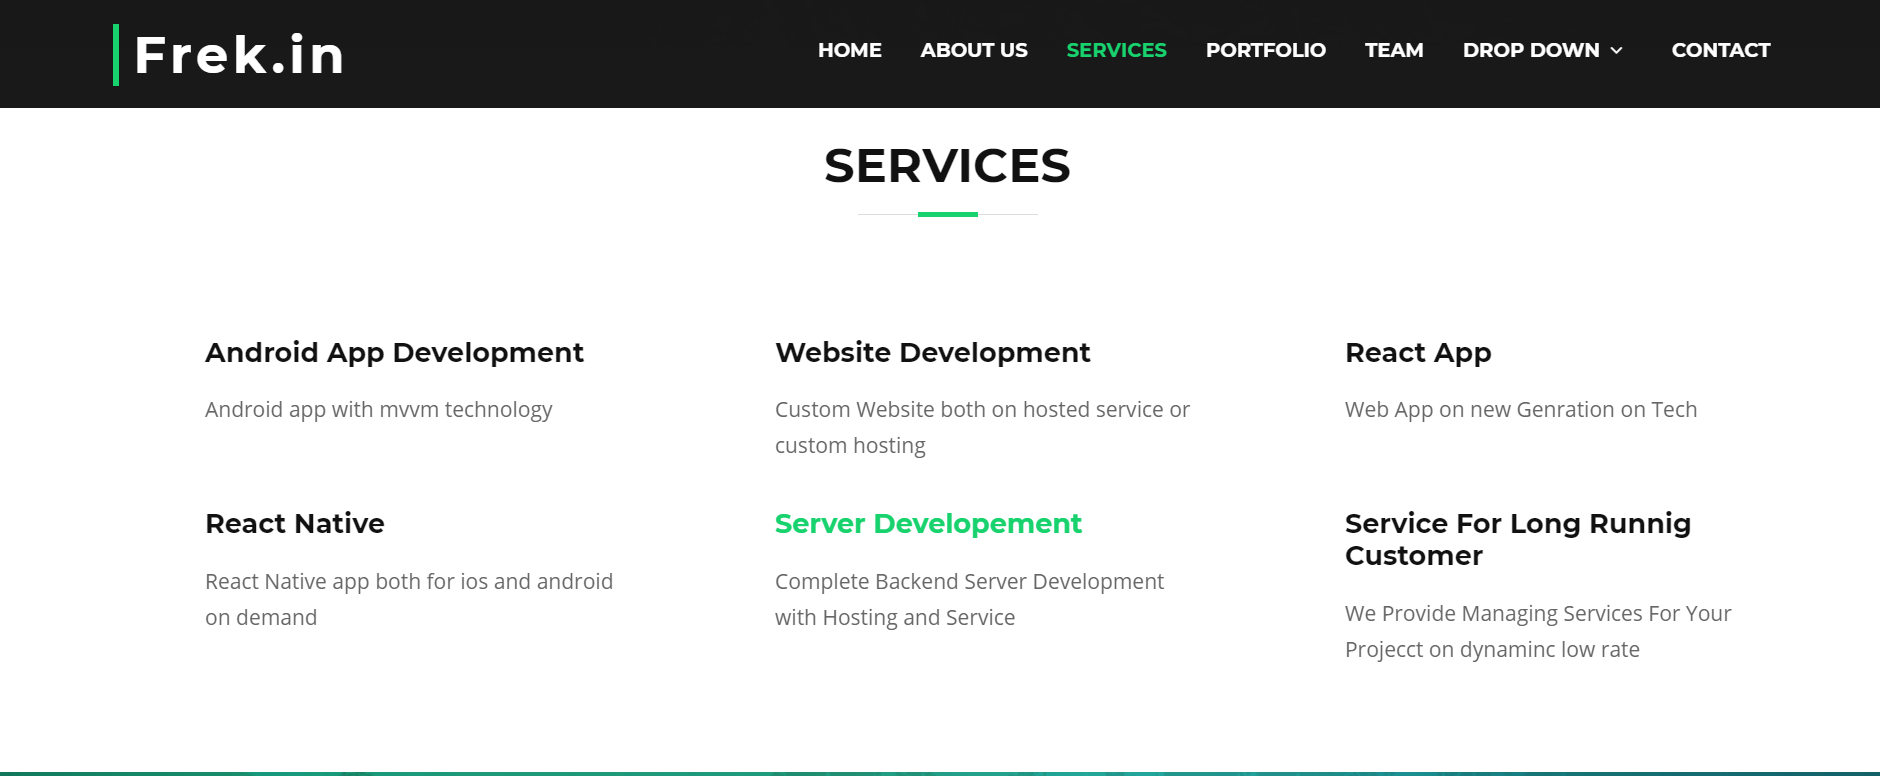 Frek.in
HOME ABOUT US SERVICES PORTFOLIO TEAM DROP DOWN CONTACT
SERVICES
Android App Development
Android app with mvvm technology
Website Development
Custom Website both on hosted service or
custom hosting
React App
Web App on new Genration on Tech
React Native
React Native app both for ios and android
on demand
Server Developement
Complete Backend Server Development
with Hosting and Service
Service For Long Runnig
Customer
We Provide Managing Services For Your
Projecct on dynaminc low rate